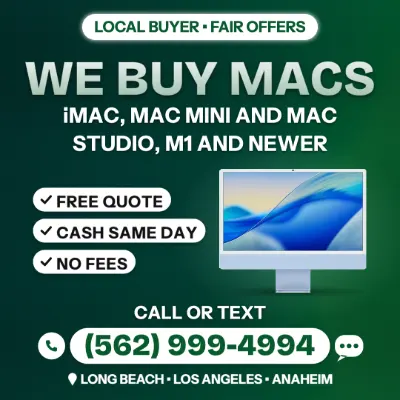 LOCAL BUYER • FAIR OFFERS
WE BUY MACS
iMAC, MAC MINI AND MAC
STUDIO, M1 AND NEWER
FREE QUOTE
CASH SAME DAY
NO FEES
CALL OR TEXT
(562) 999-4994
LONG BEACH • LOS ANGELES • ANAHEIM